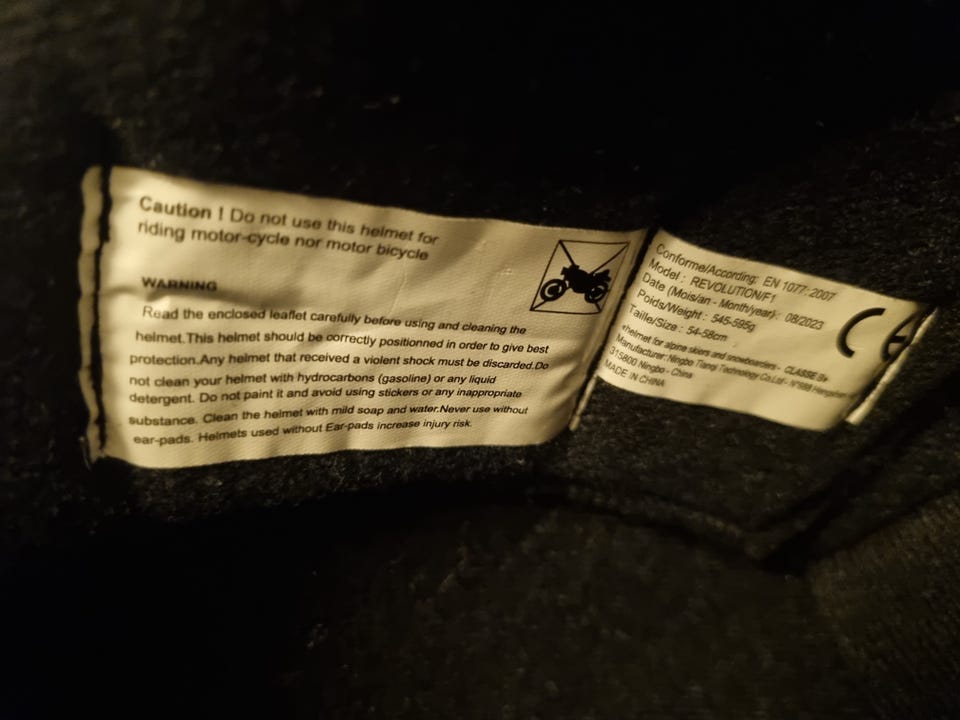 Caution ! Do not use this helmet for
riding motor-cycle nor motor bicycle
WARNING
Read the enclosed leaflet carefully before using and cleaning the
helmet.This helmet should be correctly positionned in order to give best
protection.Any helmet that received a violent shock must be discarded.Do
not clean your helmet with hydrocarbons (gasoline) or any liquid
detergent. Do not paint it and avoid using stickers or any inappropriate
substance. Clean the helmet with mild soap and water.Never use without
ear-pads. Helmets used without Ear-pads increase injury risk.
Conforme/According: EN 1077: 2007
Model : REVOLUTION/F1
Date (Mois/an - Month/year): 08/2023
Poids/Weight : 545-595g
Taille/Size : 54-58cm
«helmet for alpine skiers and snowboarders - CLASSE B»
Manufacturer: Ningbo Technology Co.Ltd -
315800 Ningbo - China
MADE IN CHINA
CE